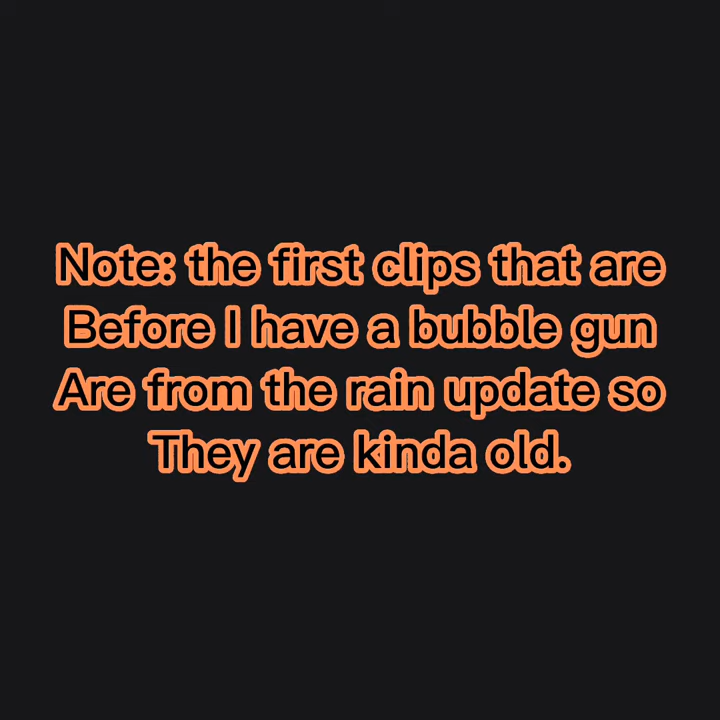 Note: the first clips that are
Before I have a bubble gun
Are from the rain update so
They are kinda old.